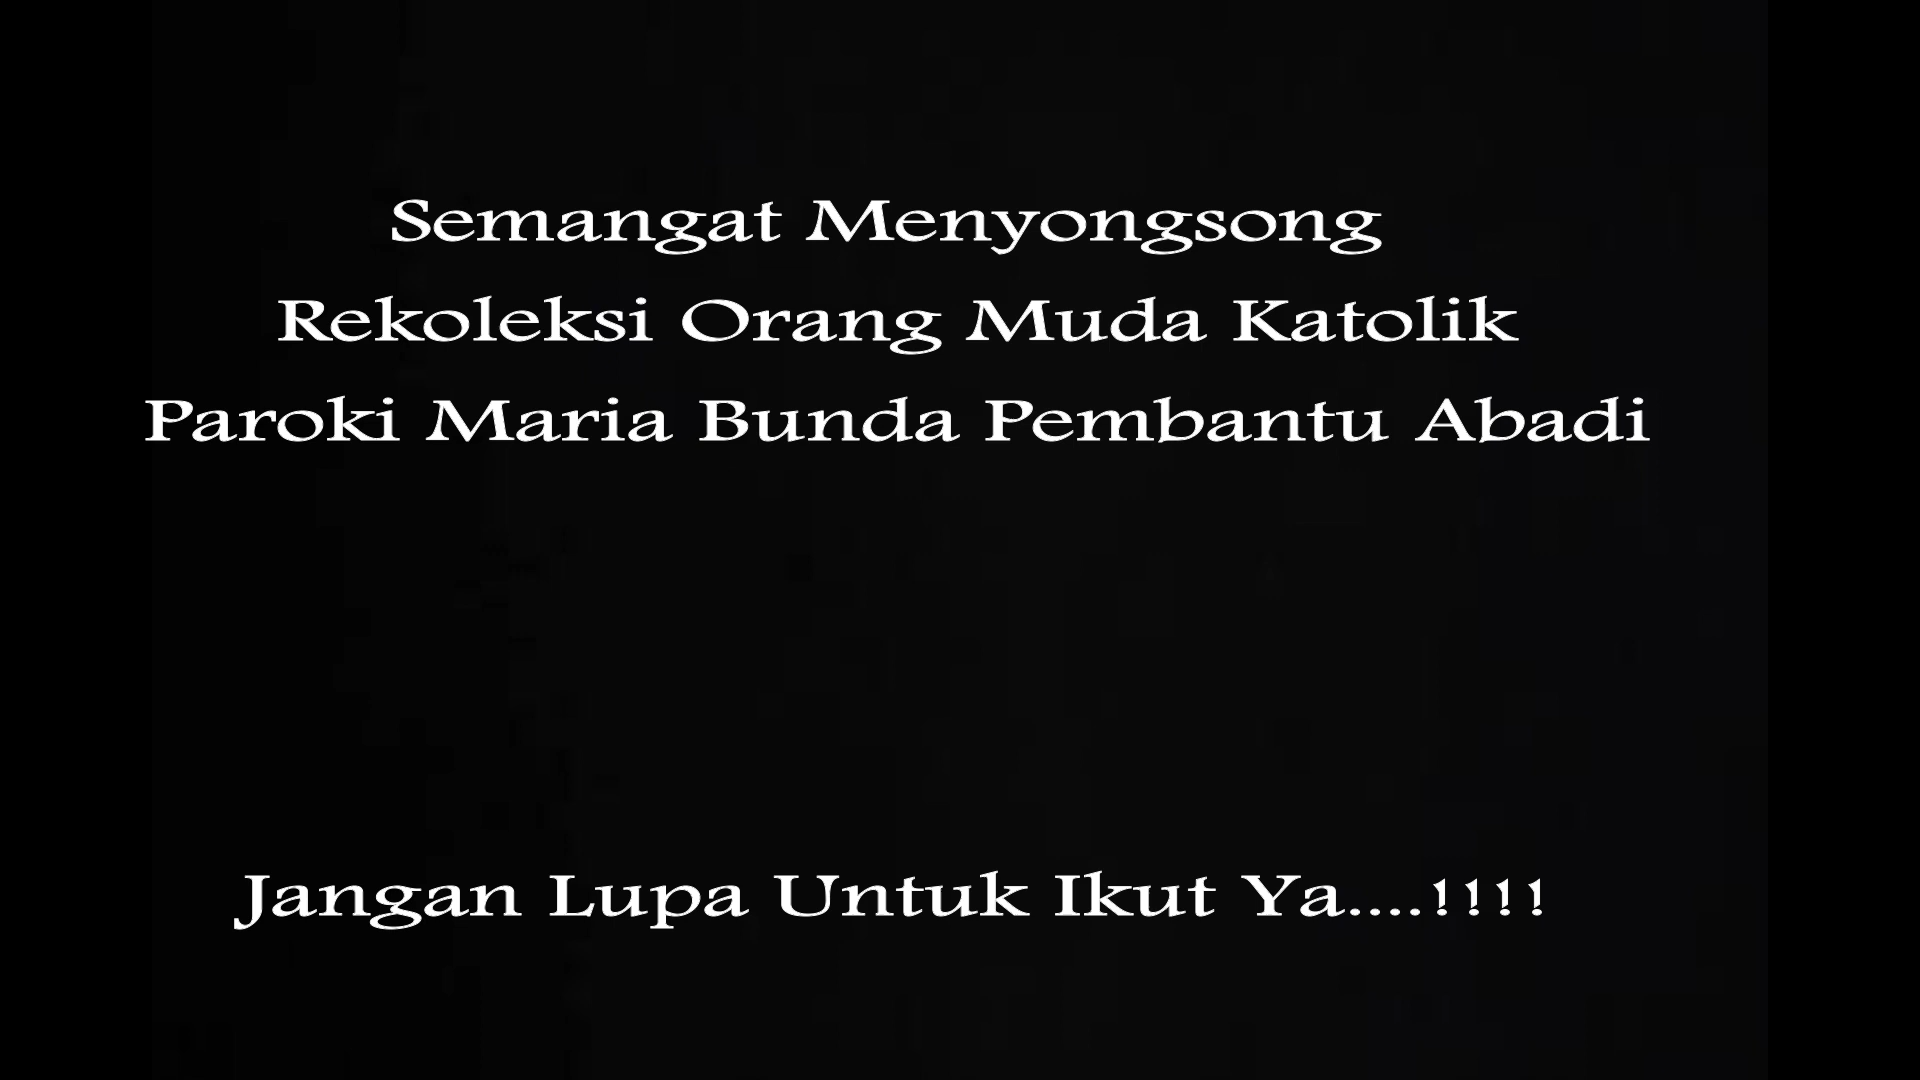 Semangat Menyongsong
Rekoleksi Orang Muda Katolik
Paroki Maria Bunda Pembantu Abadi
Jangan Lupa Untuk Ikut Ya....!!!!